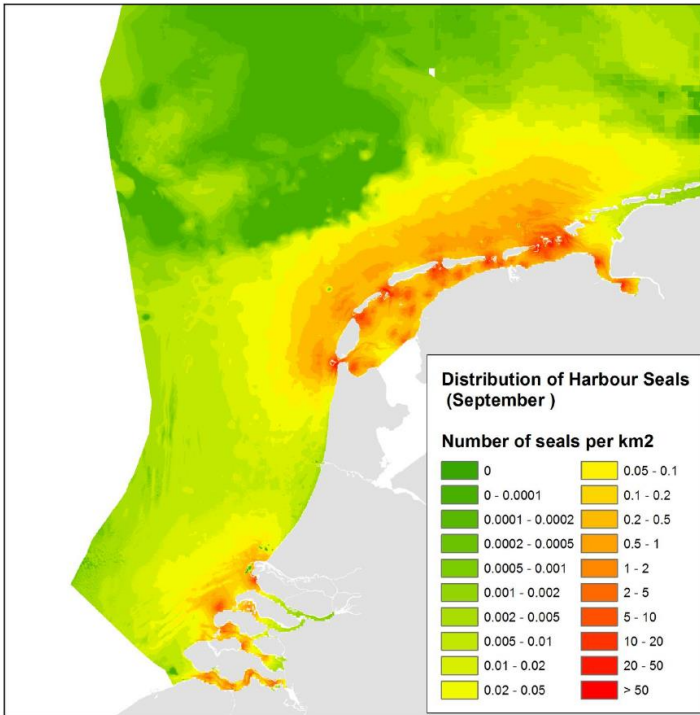 Distribution of Harbour Seals
(September )
Number of seals per km2
0
0 - 0.0001
0.0001 - 0.0002
0.0002 - 0.0005
0.0005 - 0.001
0.001 - 0.002
0.002 - 0.005
0.005 - 0.01
0.01 - 0.02
0.02 - 0.05
0.05 - 0.1
0.1 - 0.2
0.2 - 0.5
0.5 - 1
1 - 2
2 - 5
5 - 10
10 - 20
20 - 50
> 50